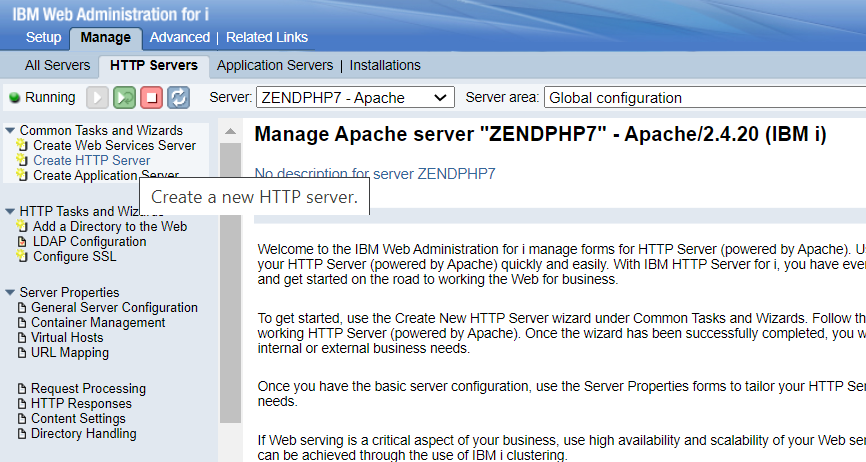 IBM Web Administration for i
Setup Manage Advanced | Related Links
All Servers HTTP Servers Application Servers | Installations
Running Server: ZENDPHP7 - Apache Server area: Global configuration
Common Tasks and Wizards
Create Web Services Server
Create HTTP Server
Create Application Server
Create a new HTTP server.
HTTP Tasks and Wizards
Add a Directory to the Web
LDAP Configuration
Configure SSL
Server Properties
General Server Configuration
Container Management
Virtual Hosts
URL Mapping
Request Processing
HTTP Responses
Content Settings
Directory Handling
Manage Apache server "ZENDPHP7" - Apache/2.4.20 (IBM i)
No description for server ZENDPHP7
Welcome to the IBM Web Administration for i manage forms for HTTP Server (powered by Apache). U
your HTTP Server (powered by Apache) quickly and easily. With IBM HTTP Server for i, you have eve
and get started on the road to working the Web for business.
To get started, use the Create New HTTP Server wizard under Common Tasks and Wizards. Follow th
working HTTP Server (powered by Apache). Once the wizard has been successfully completed, you w
internal or external business needs.
Once you have the basic server configuration, use the Server Properties forms to tailor your HTTP Ser
needs.
If Web serving is a critical aspect of your business, use high availability and scalability of your Web ser
can be achieved through the use of IBM i clustering.